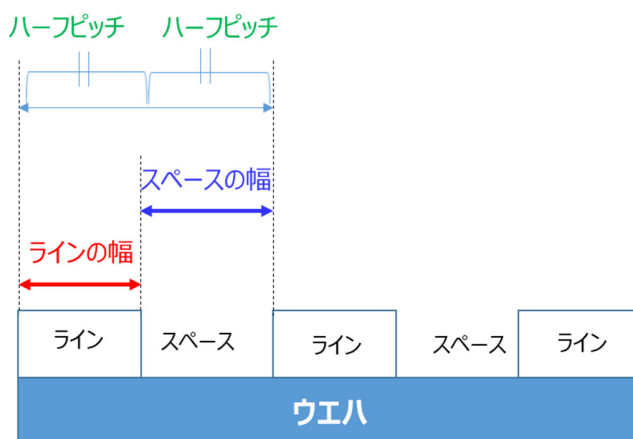 ハーフピッチ ハーフピッチ
スペースの幅
ラインの幅
ライン スペース ライン スペース ライン
ウエハ